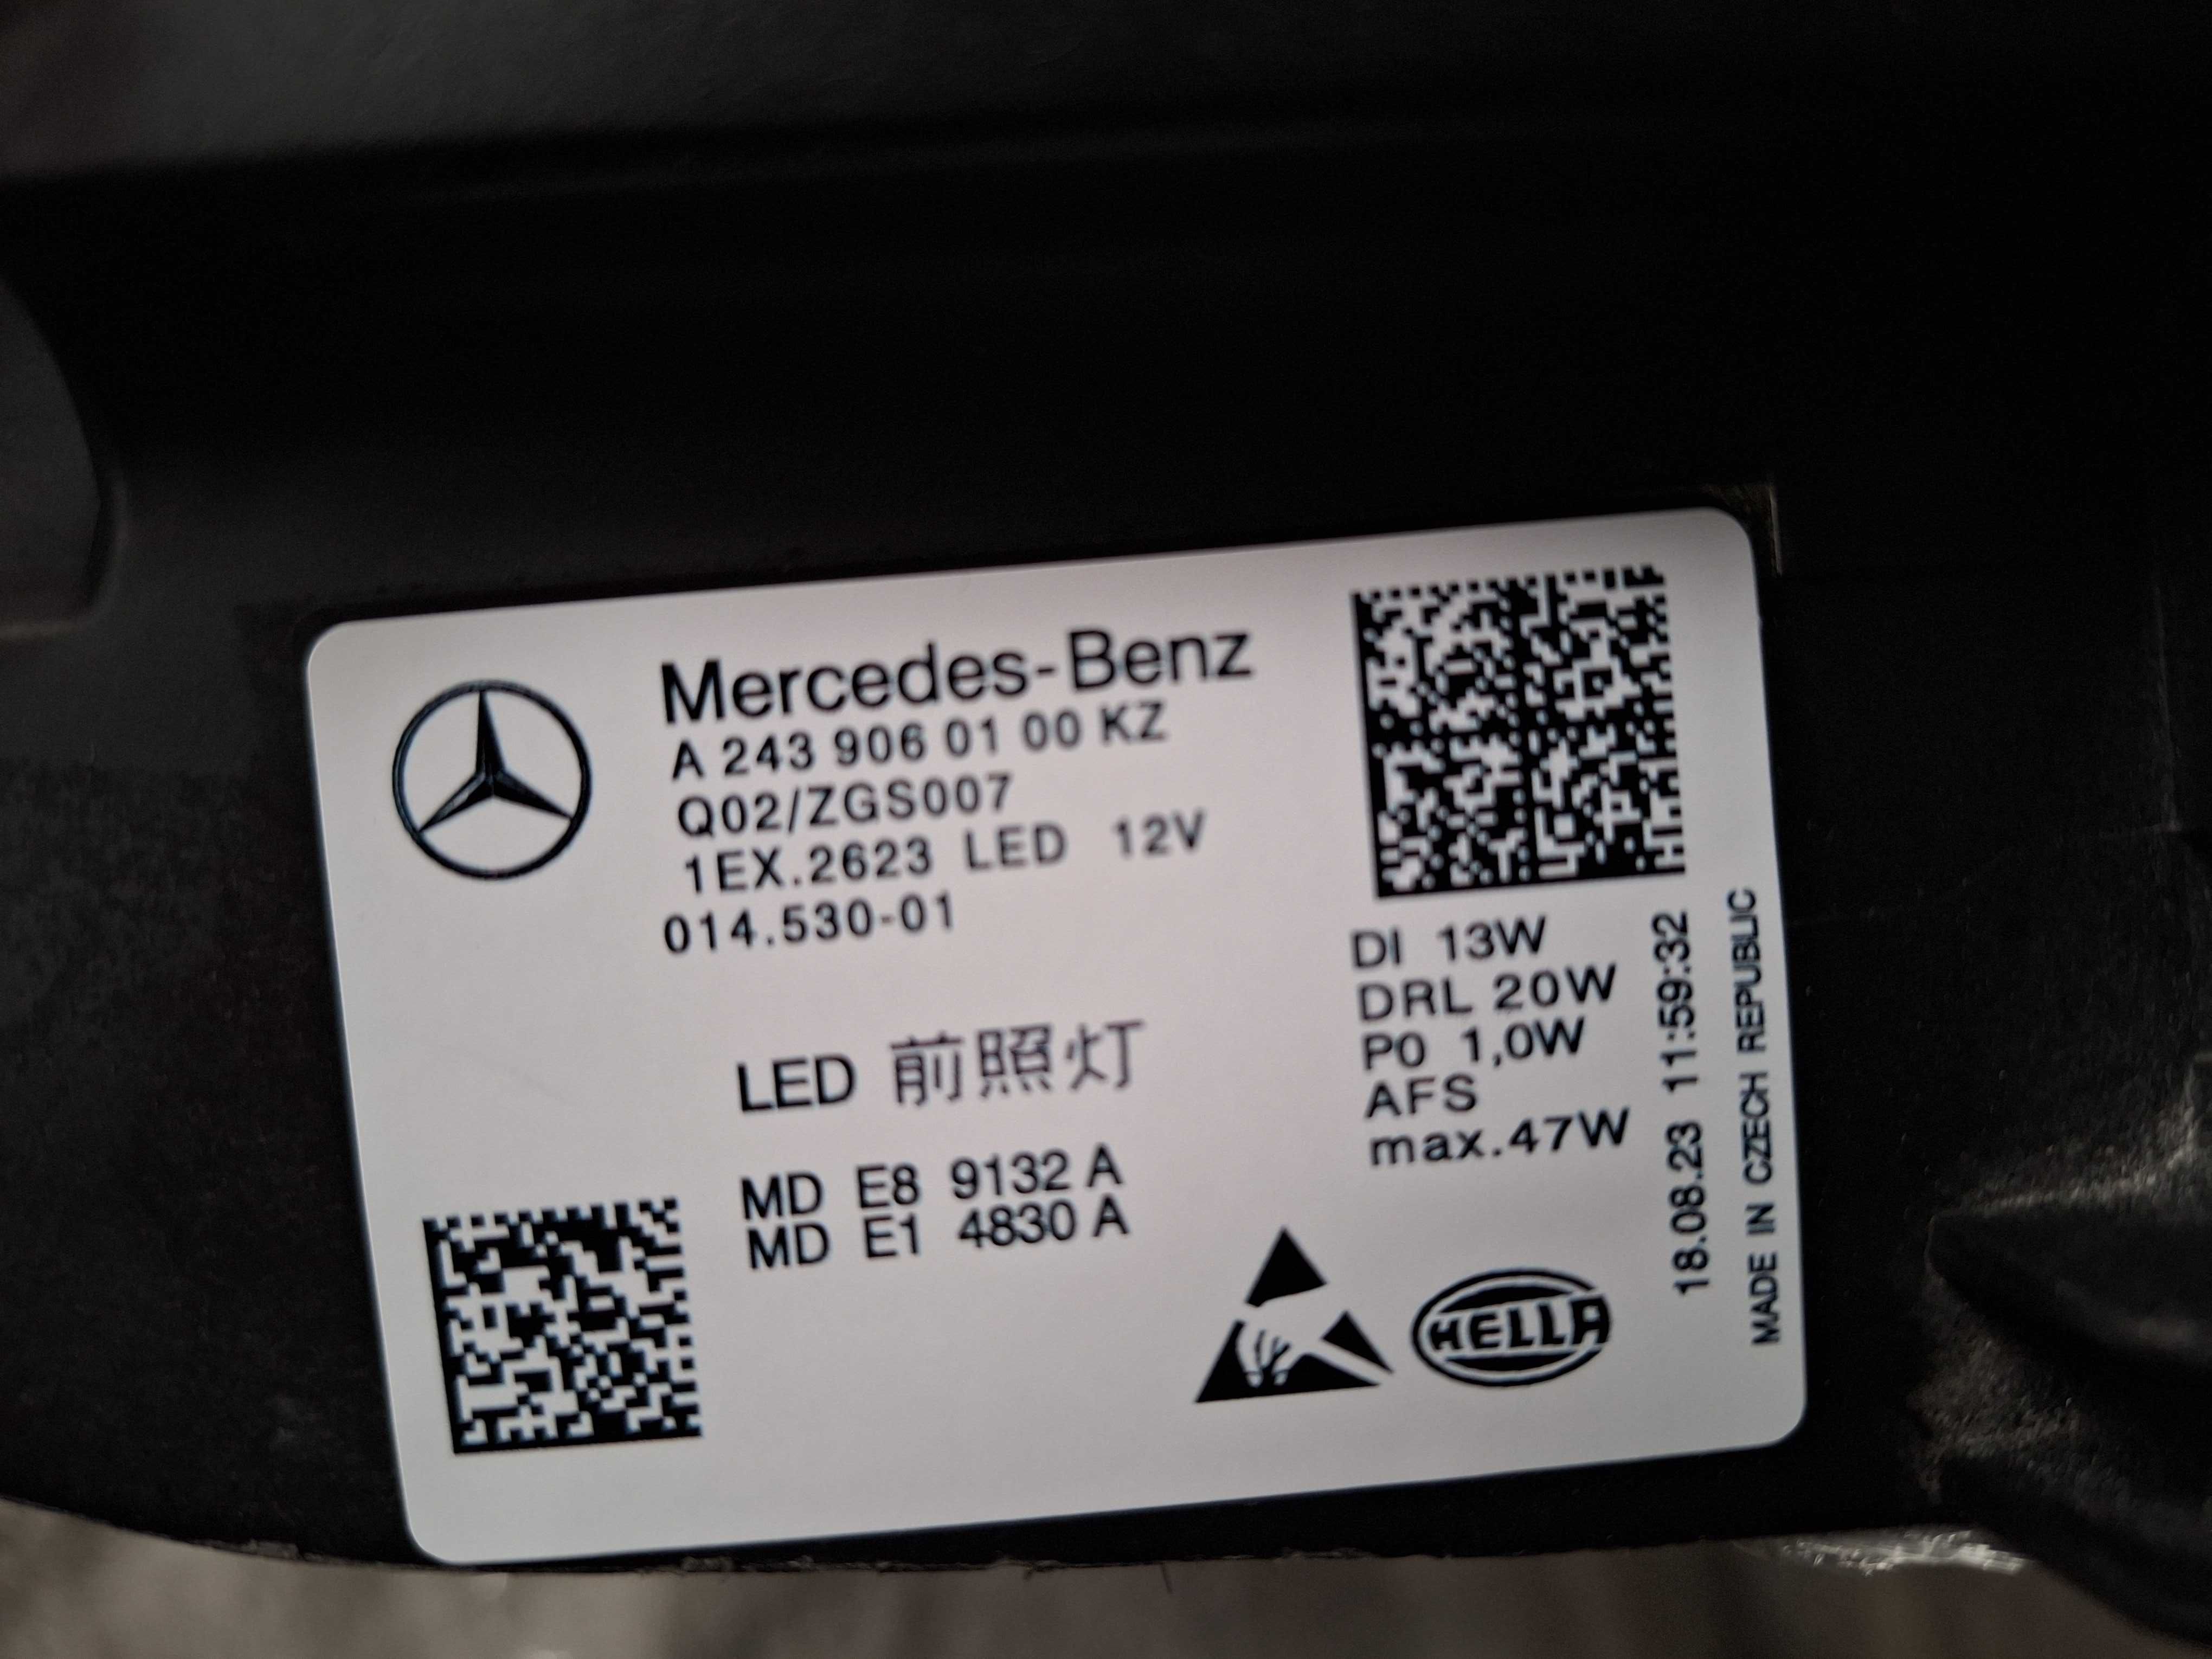 Mercedes-Benz
A 243 906 01 00 KZ
Q02/ZGS007
1EX.2623 LED 12V
014.530-01
LED 前照灯
MD E8 9132 A
MD E1 4830 A
DI 13W
DRL 20W
P0 1,0W
AFS
max.47W
HELLA
18.08.23 11:59:32
MADE IN CZECH REPUBLIC